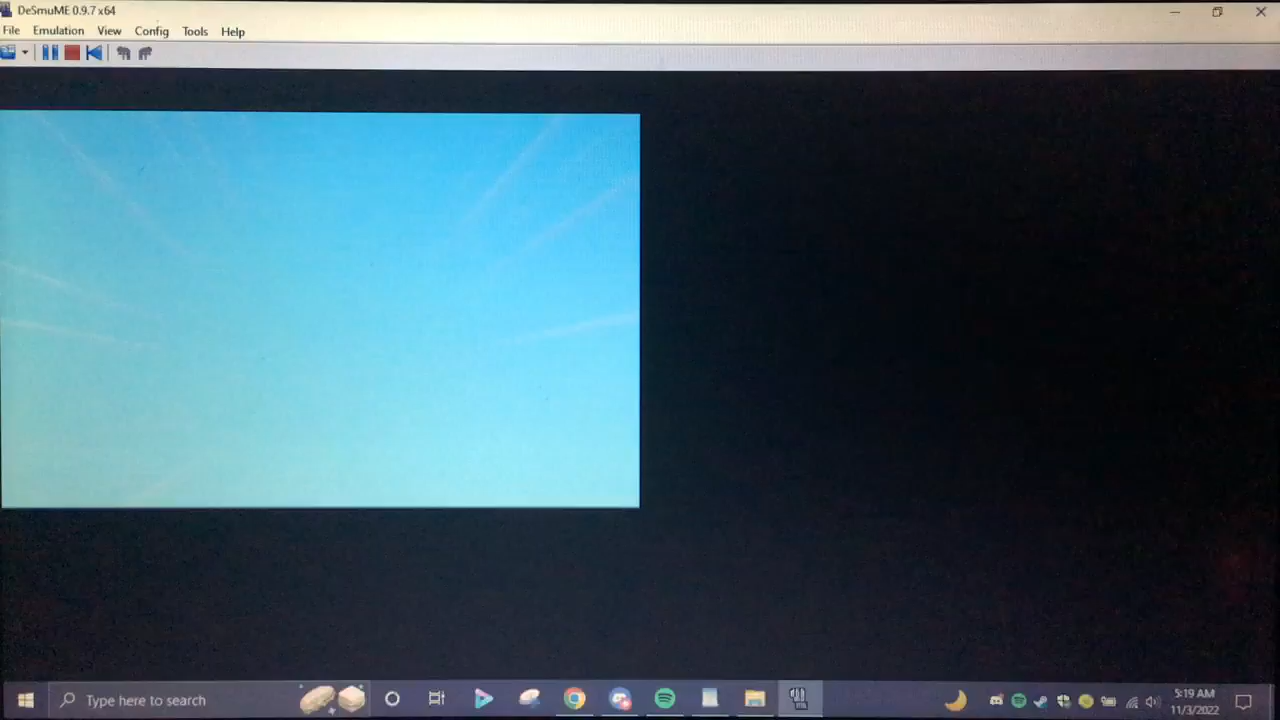 DeSmuME 0.9.7 x64
File Emulation View Config Tools Help
Type here to search
5:19 AM
11/3/2022